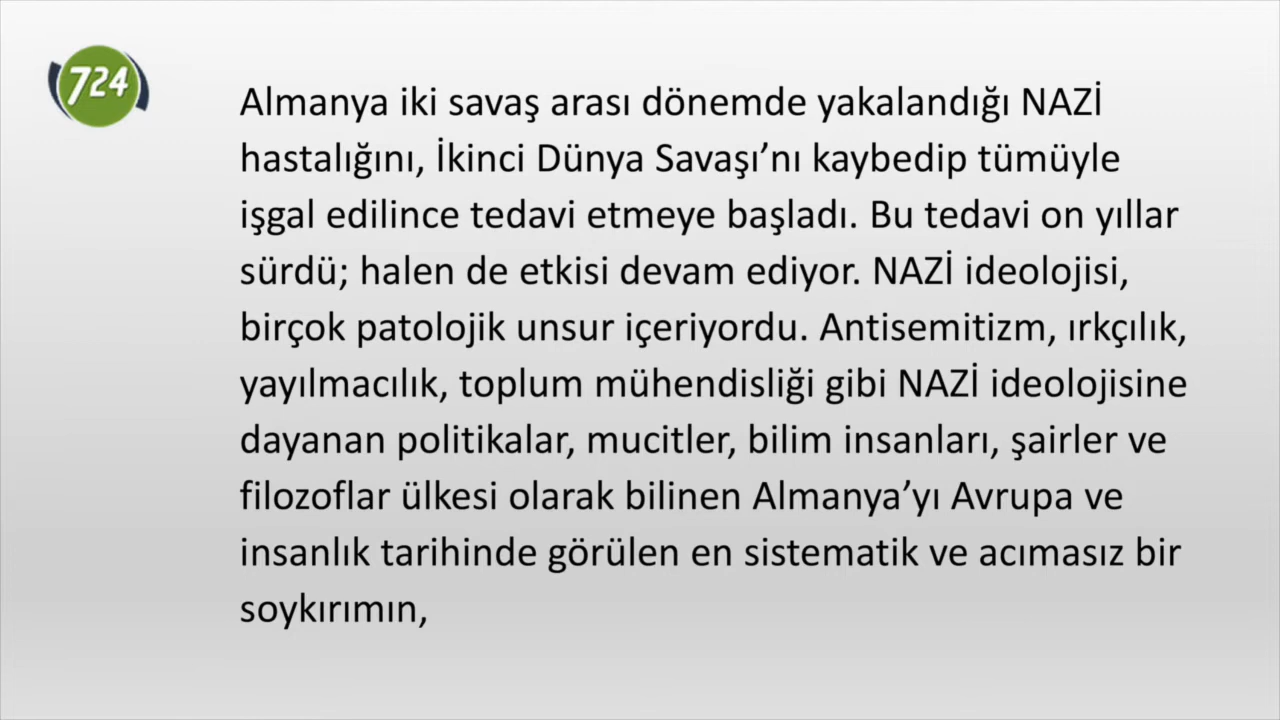 724
Almanya iki savaş arası dönemde yakalandığı NAZİ
hastalığını, İkinci Dünya Savaşı’nı kaybedip tümüyle
işgal edilince tedavi etmeye başladı. Bu tedavi on yıllar
sürdü; halen de etkisi devam ediyor. NAZİ ideolojisi,
birçok patolojik unsur içeriyordu. Antisemitizm, ırkçılık,
yayılmacılık, toplum mühendisliği gibi NAZİ ideolojisine
dayanan politikalar, mucitler, bilim insanları, şairler ve
filozoflar ülkesi olarak bilinen Almanya’yı Avrupa ve
insanlık tarihinde görülen en sistematik ve acımasız bir
soykırımın,